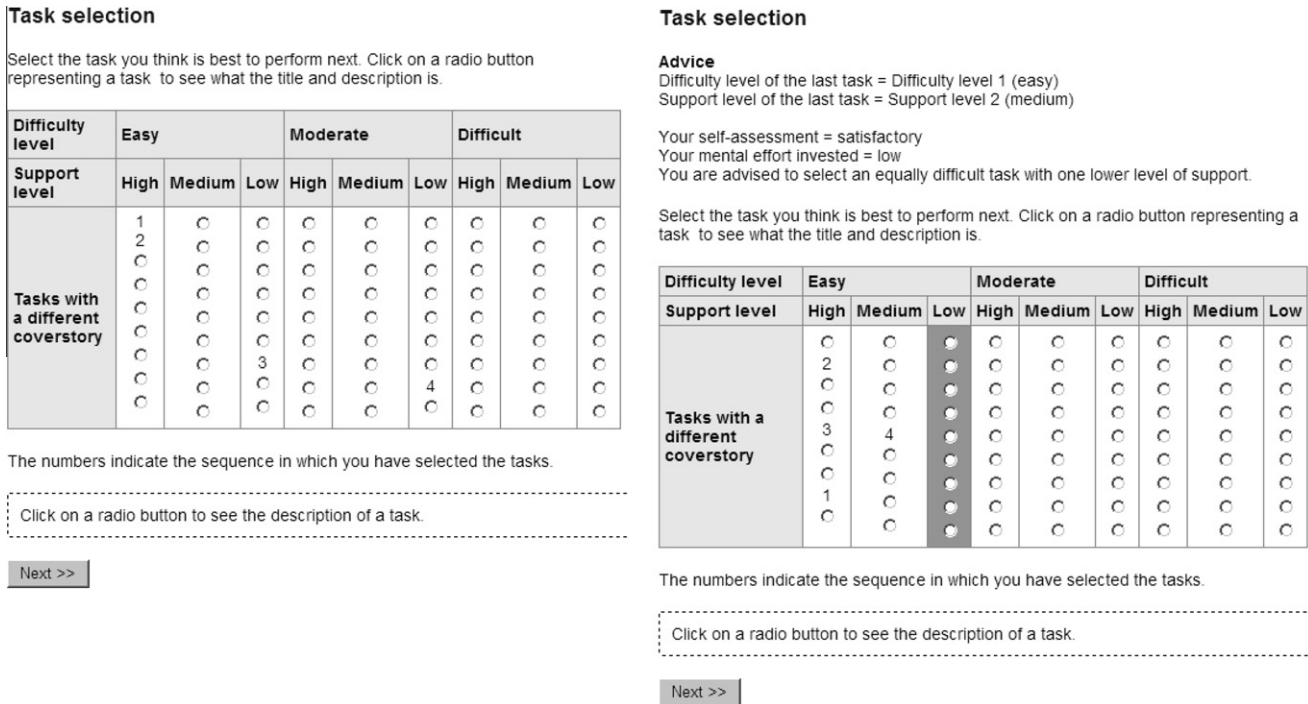 Task selection
Select the task you think is best to perform next. Click on a radio button
representing a task to see what the title and description is.
Difficulty level Easy Moderate Difficult
Support level High Medium Low High Medium Low High Medium Low
Tasks with a different coverstory
1
2
3
4
The numbers indicate the sequence in which you have selected the tasks.
Click on a radio button to see the description of a task.
Next >>
Task selection
Advice
Difficulty level of the last task = Difficulty level 1 (easy)
Support level of the last task = Support level 2 (medium)
Your self-assessment = satisfactory
Your mental effort invested = low
You are advised to select an equally difficult task with one lower level of support.
Select the task you think is best to perform next. Click on a radio button representing a
task to see what the title and description is.
Difficulty level Easy Moderate Difficult
Support level High Medium Low High Medium Low High Medium Low
Tasks with a different coverstory
2
3 4
1
The numbers indicate the sequence in which you have selected the tasks.
Click on a radio button to see the description of a task.
Next >>